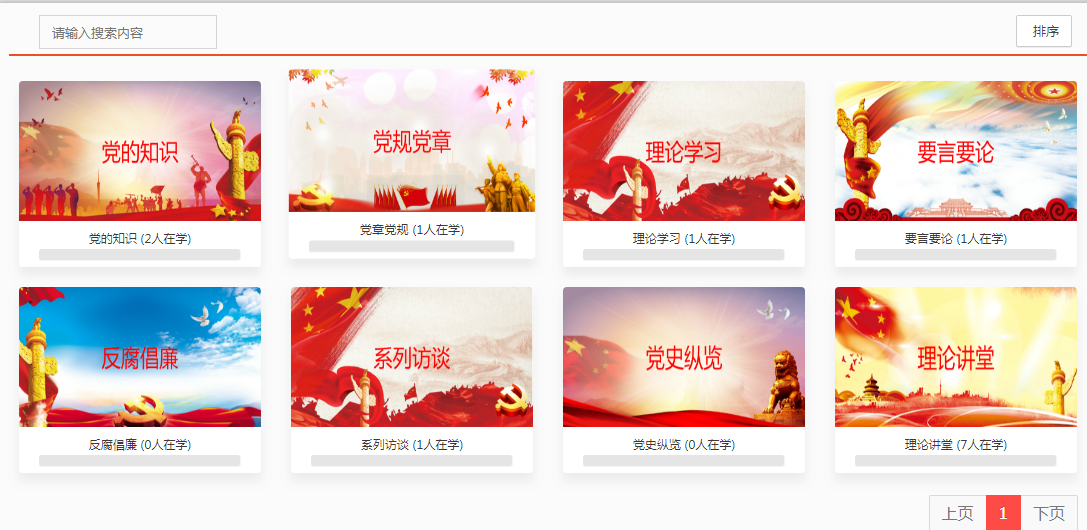 请输入搜索内容
排序
党的知识
党规党章
理论学习
要言要论
党的知识 (2人在学)
党章党规 (1人在学)
理论学习 (1人在学)
要言要论 (1人在学)
反腐倡廉
系列访谈
党史纵览
理论讲堂
反腐倡廉 (0人在学)
系列访谈 (1人在学)
党史纵览 (0人在学)
理论讲堂 (7人在学)
上页 1 下页